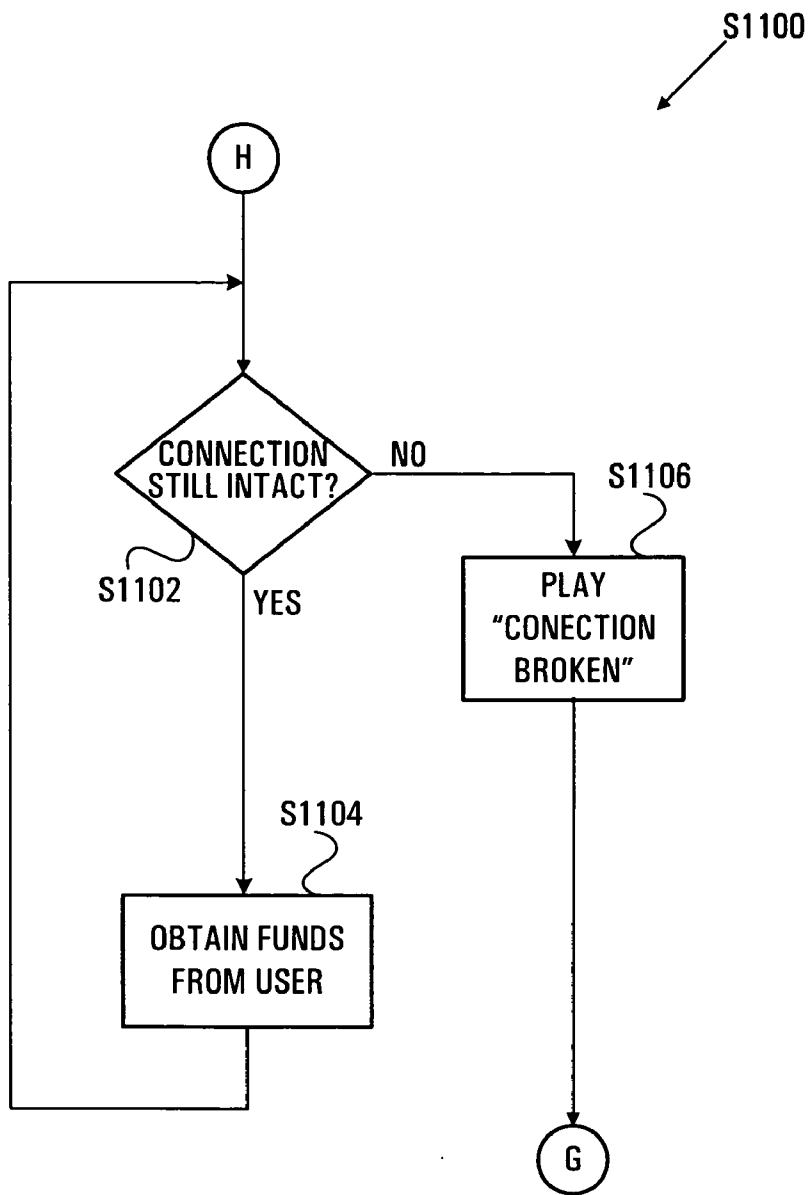 S1100
H
CONNECTION
STILL INTACT?
NO
S1102
YES
S1106
PLAY
"CONECTION
BROKEN"
S1104
OBTAIN FUNDS
FROM USER
G